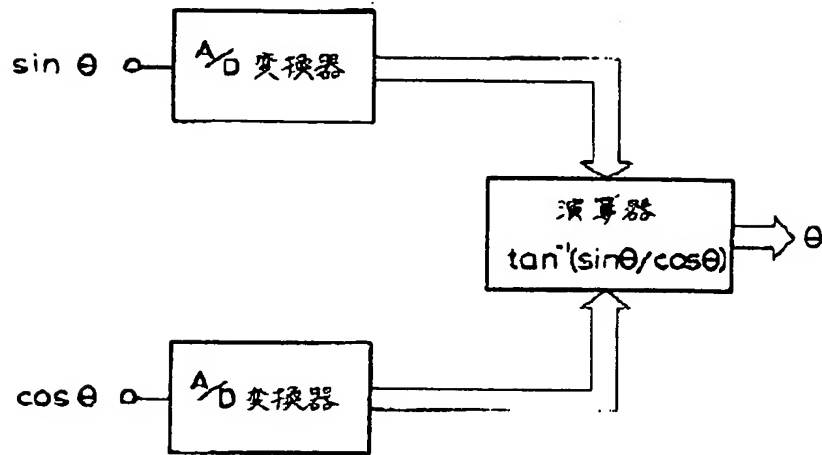 sin θ
A/D 変換器
演算器
tan⁻¹(sinθ/cosθ)
θ
cos θ
A/D 変換器